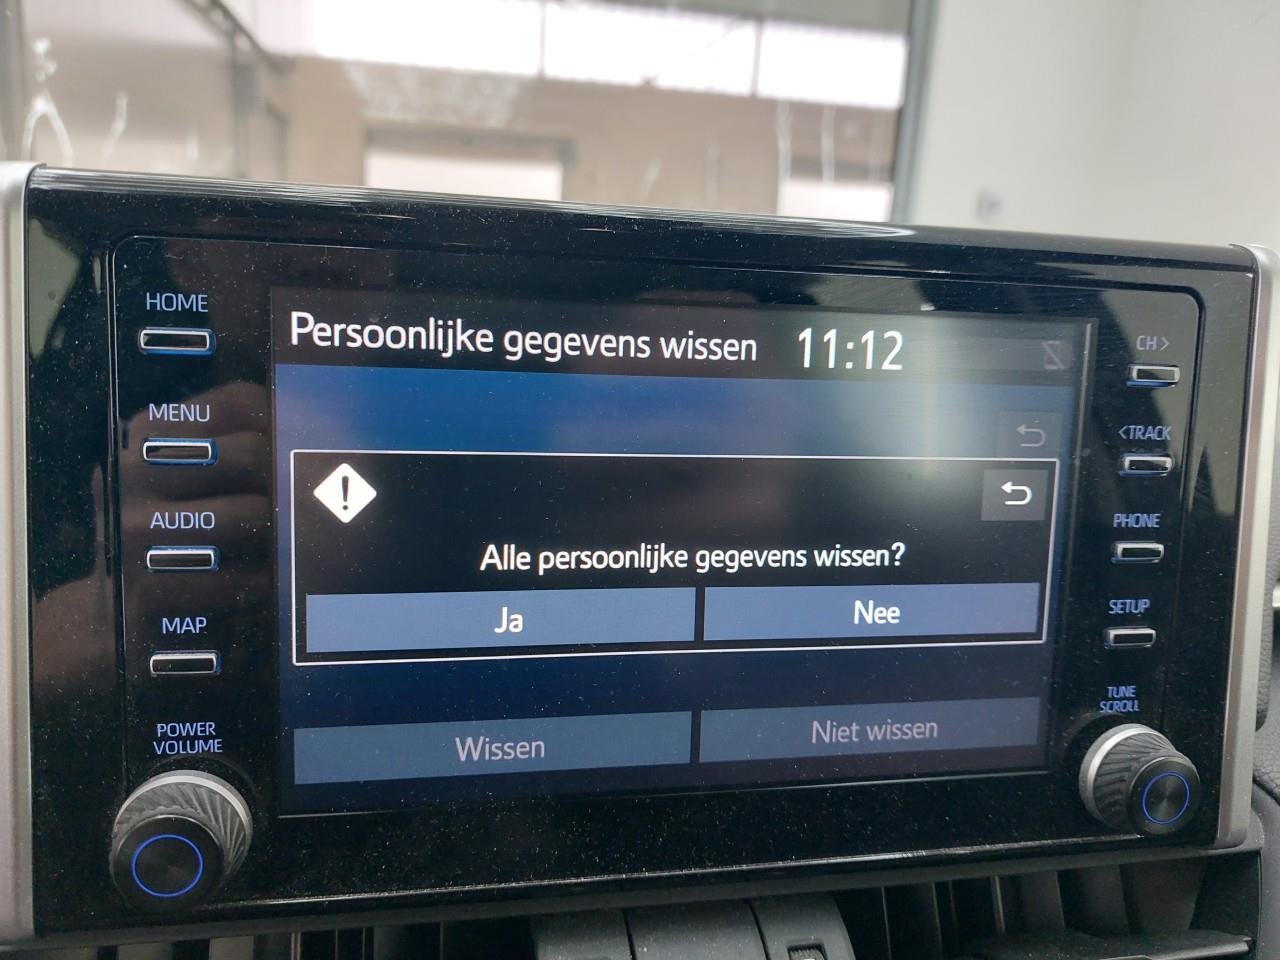 HOME
MENU
AUDIO
MAP
POWER
VOLUME
Persoonlijke gegevens wissen 11:12
Alle persoonlijke gegevens wissen?
Ja Nee
Wissen Niet wissen
CH >
<TRACK
PHONE
SETUP
TUNE
SCROLL